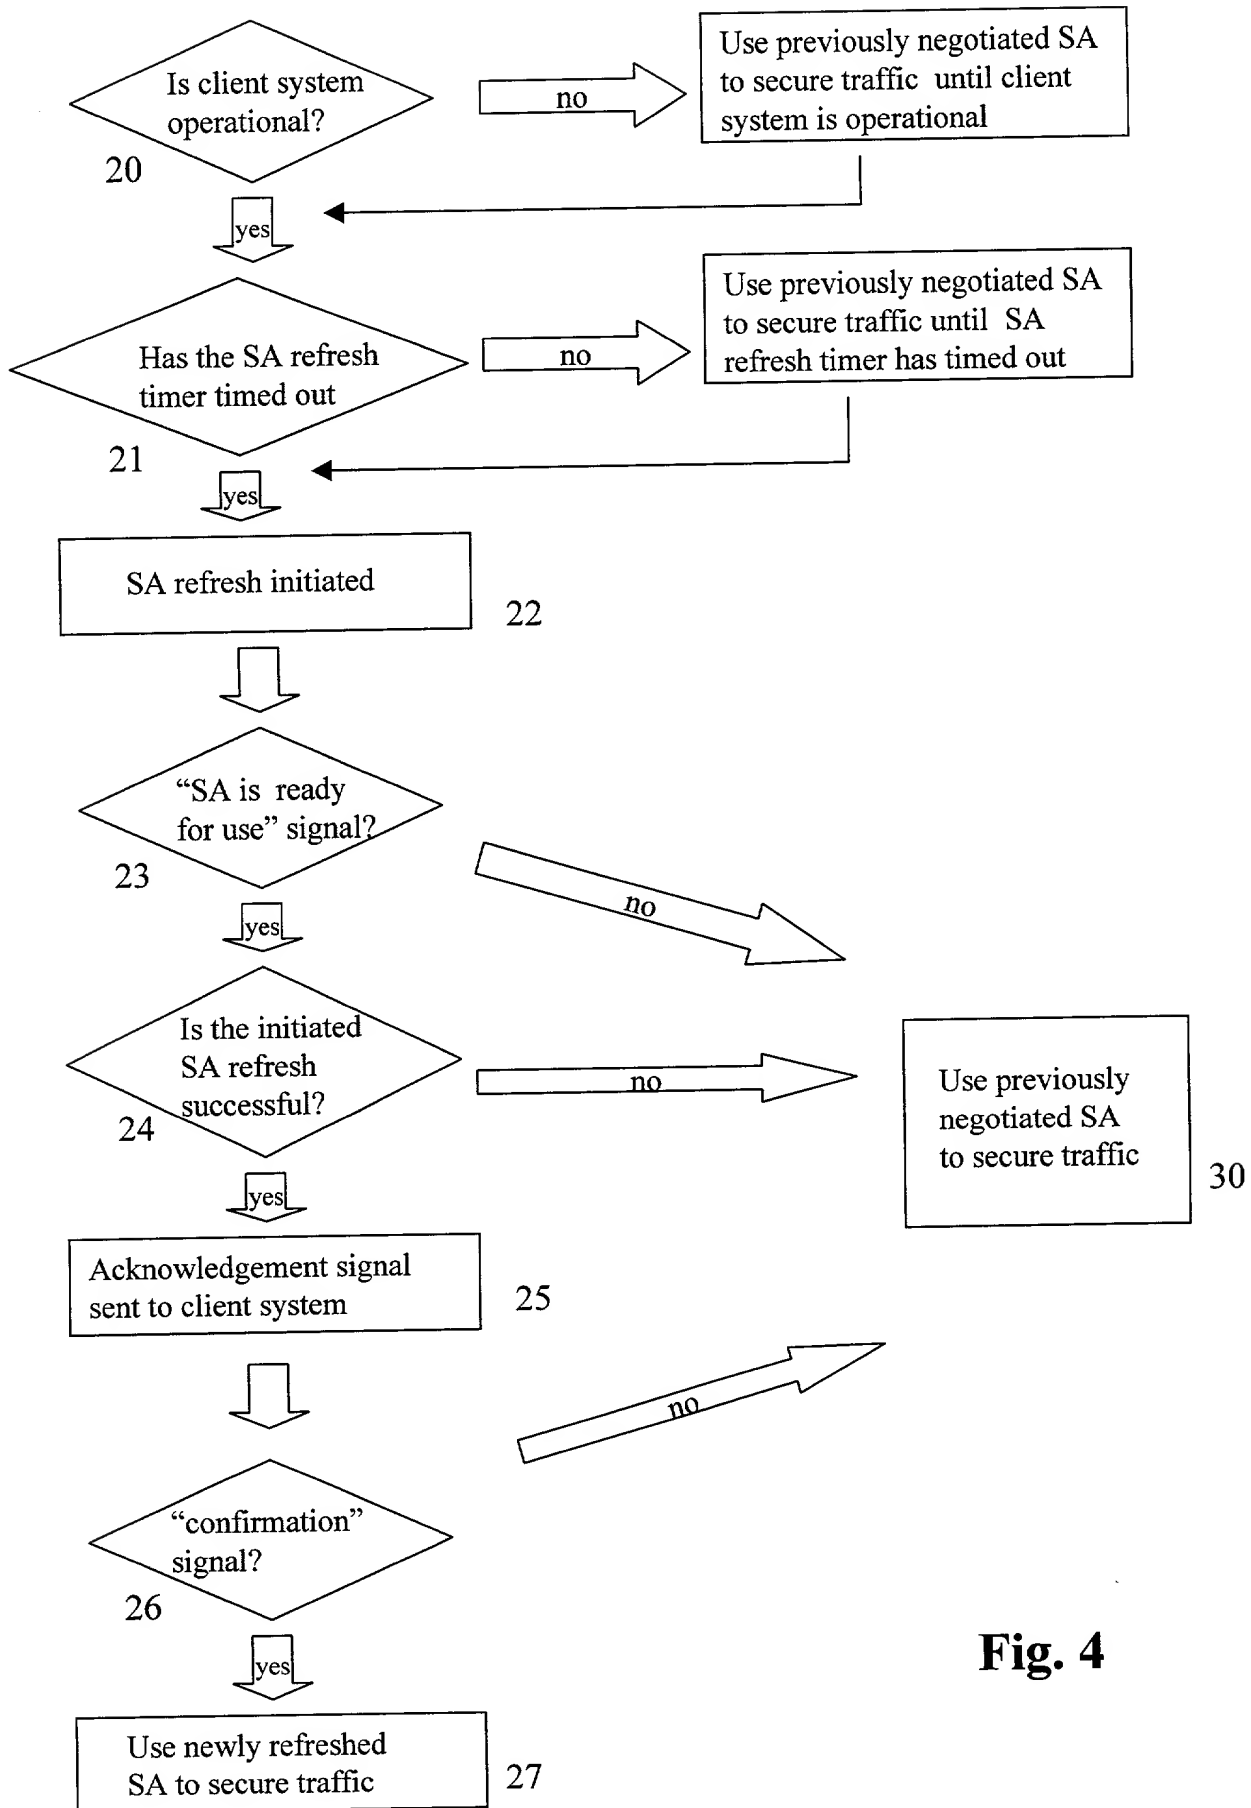 Is client system
operational?
20
no
Use previously negotiated SA
to secure traffic until client
system is operational
yes
Has the SA refresh
timer timed out
21
no
Use previously negotiated SA
to secure traffic until SA
refresh timer has timed out
yes
SA refresh initiated
22
“SA is ready
for use” signal?
23
no
yes
Is the initiated
SA refresh
successful?
24
no
Use previously
negotiated SA
to secure traffic
30
yes
Acknowledgement signal
sent to client system
25
no
“confirmation”
signal?
26
yes
Fig. 4
Use newly refreshed
SA to secure traffic
27